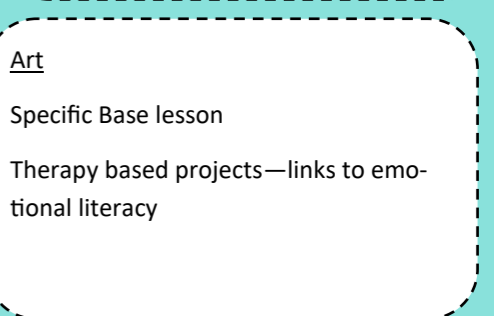 Art
Specific Base lesson
Therapy based projects—links to emo-
tional literacy